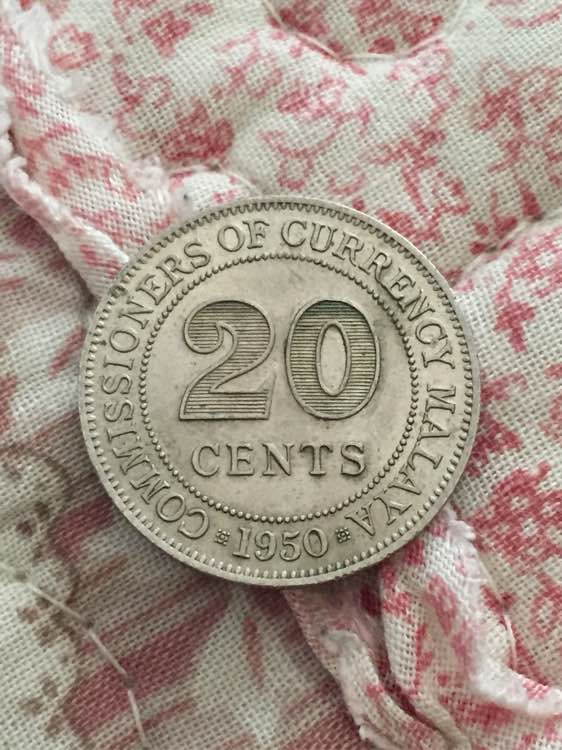 COMMISSIONERS OF CURRENCY MALAYA
20
CENTS
1950